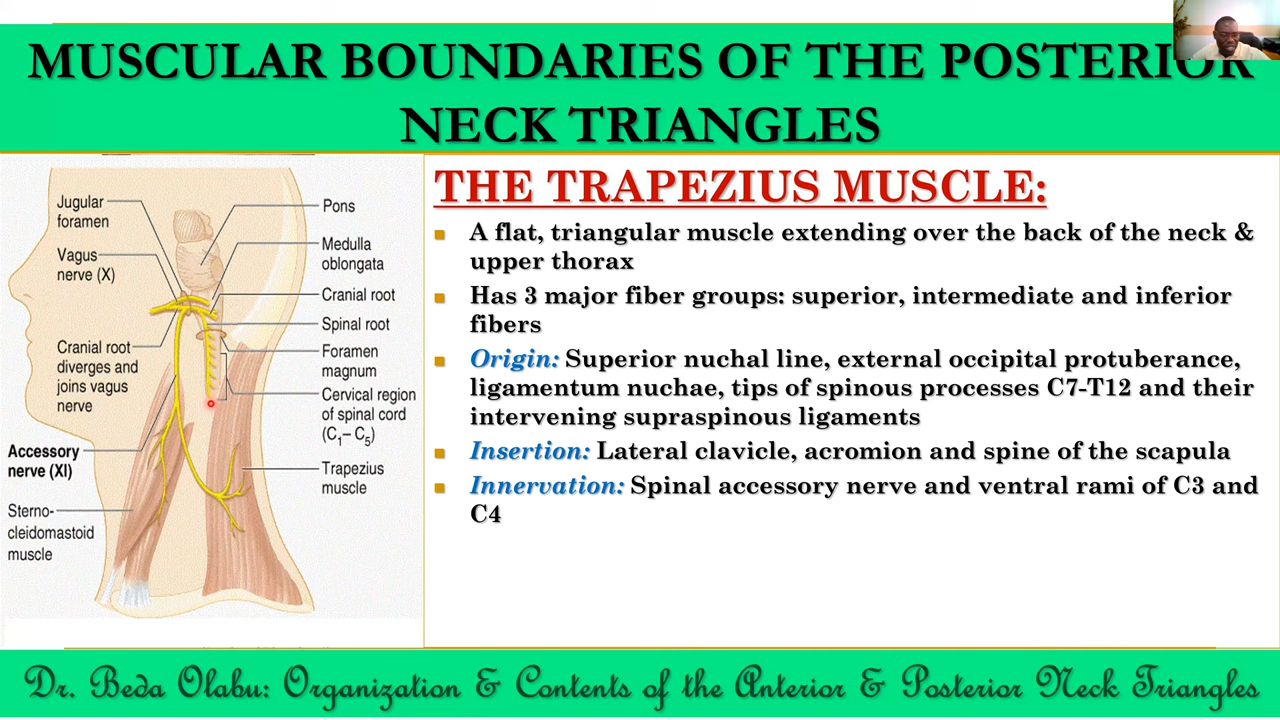 MUSCULAR BOUNDARIES OF THE POSTERIOR
NECK TRIANGLES
Jugular
foramen
Vagus
nerve (X)
Cranial root
diverges and
joins vagus
nerve
Accessory
nerve (XI)
Sterno-
cleidomastoid
muscle
Pons
Medulla
oblongata
Cranial root
Spinal root
Foramen
magnum
Cervical region
of spinal cord
(C1– C5)
Trapezius
muscle
THE TRAPEZIUS MUSCLE:
A flat, triangular muscle extending over the back of the neck &
upper thorax
Has 3 major fiber groups: superior, intermediate and inferior
fibers
Origin: Superior nuchal line, external occipital protuberance,
ligamentum nuchae, tips of spinous processes C7-T12 and their
intervening supraspinous ligaments
Insertion: Lateral clavicle, acromion and spine of the scapula
Innervation: Spinal accessory nerve and ventral rami of C3 and
C4
Dr. Beda Olabu: Organization & Contents of the Anterior & Posterior Neck Triangles